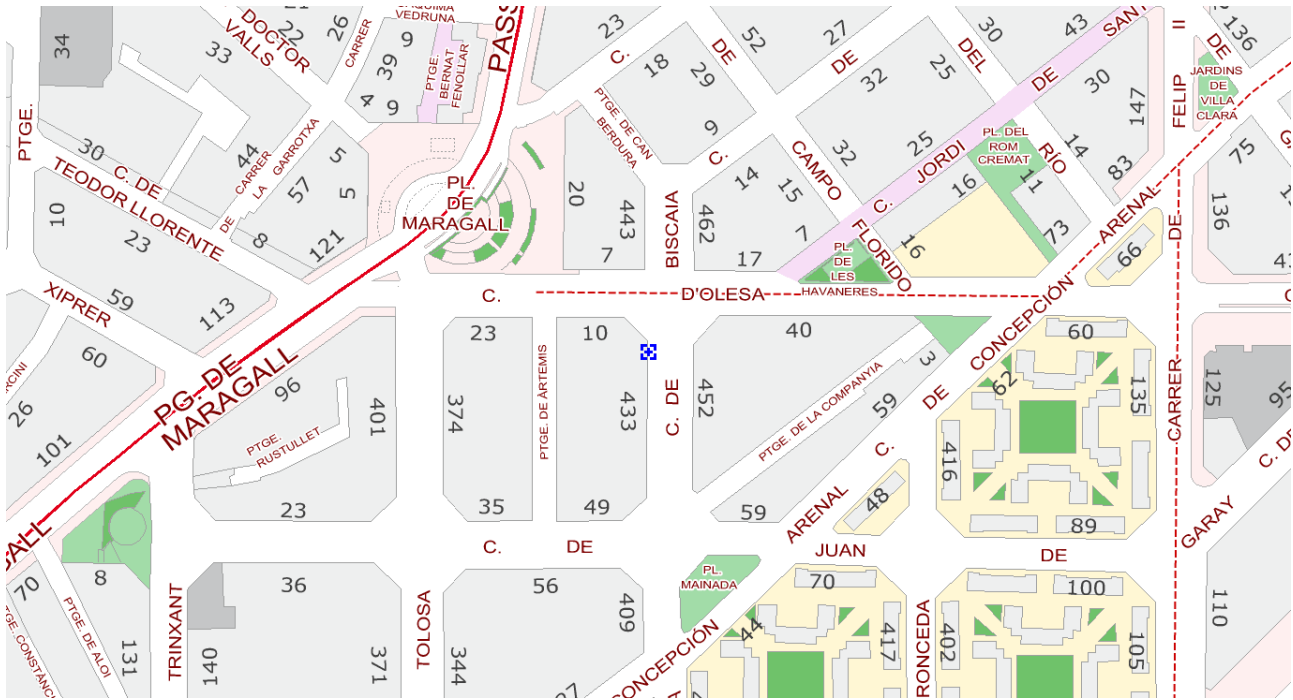 34
DOCTOR
VALLS
21
22
26
33
CARRER
JOAQUIMA
VEDRUNA
9
39
4
9
PTGE.
BERNAT
FENOLLAR
PASS
23
C.
DE
52
27
DE
DEL
30
43
SANT
II
FELIP
DE
136
JARDINS
DE
VILLA
CLARA
18
29
9
32
25
DE
30
147
PTGE. DE CAN
BERDURA
C.
PTGE.
30
C. DE
TEODOR LLORENTE
44
CARRER
DE
LA GARROTXA
57
5
5
121
8
10
23
PL.
DE
MARAGALL
20
443
7
BISCAIA
462
14
15
7
17
CAMPO
FLORIDO
32
25
C.
JORDI
16
16
PL. DEL
ROM
CREMAT
11
RÍO
14
83
73
75
136
ARENAL
66
DE
PL.
DE
LES
HAVANERES
C.
D'OLESA
XIPRER
59
113
60
26
101
PG. DE
MARAGALL
96
401
PTGE.
RUSTULLET
23
23
374
35
PTGE. DE ÀRTEMIS
10
433
49
C. DE
452
40
PTGE. DE LA COMPANYIA
3
59
59
C.
DE
CONCEPCIÓN
60
62
135
416
89
CARRER
125
95
C. DE
GARAY
110
ARENAL
48
C.
DE
JUAN
DE
70
8
70
PTGE. DE ALOI
131
TRINXANT
36
140
371
TOLOSA
56
409
344
PL.
MAINADA
CONCEPCIÓN
44
417
RONCEDA
402
100
105